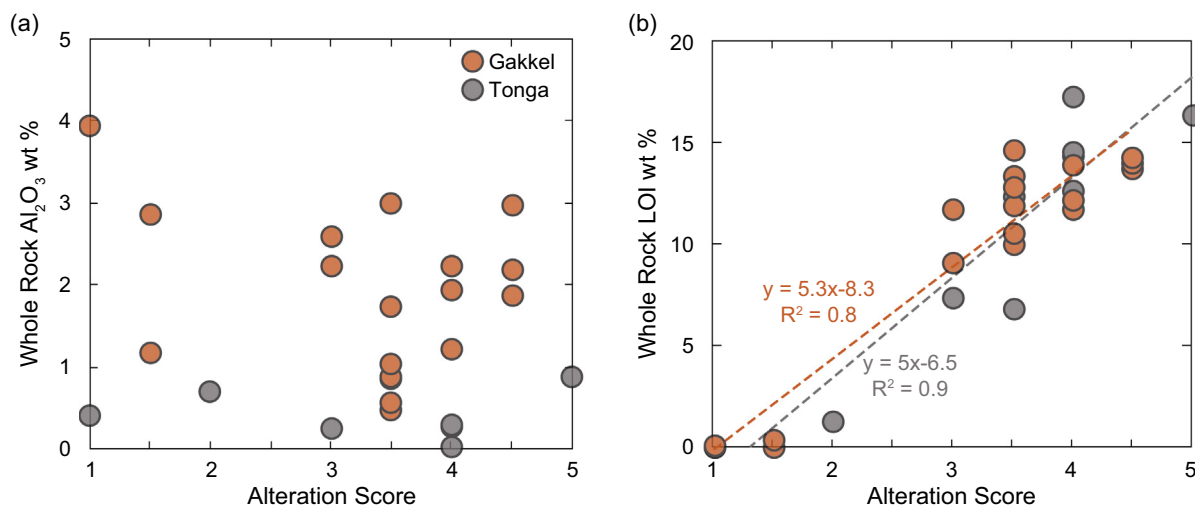 (a)
5
4
3
2
1
0
Whole Rock Al₂O₃ wt %
Gakkel
Tonga
1 2 3 4 5
Alteration Score
(b)
20
15
10
5
0
Whole Rock LOI wt %
y = 5.3x-8.3
R² = 0.8
y = 5x-6.5
R² = 0.9
1 2 3 4 5
Alteration Score